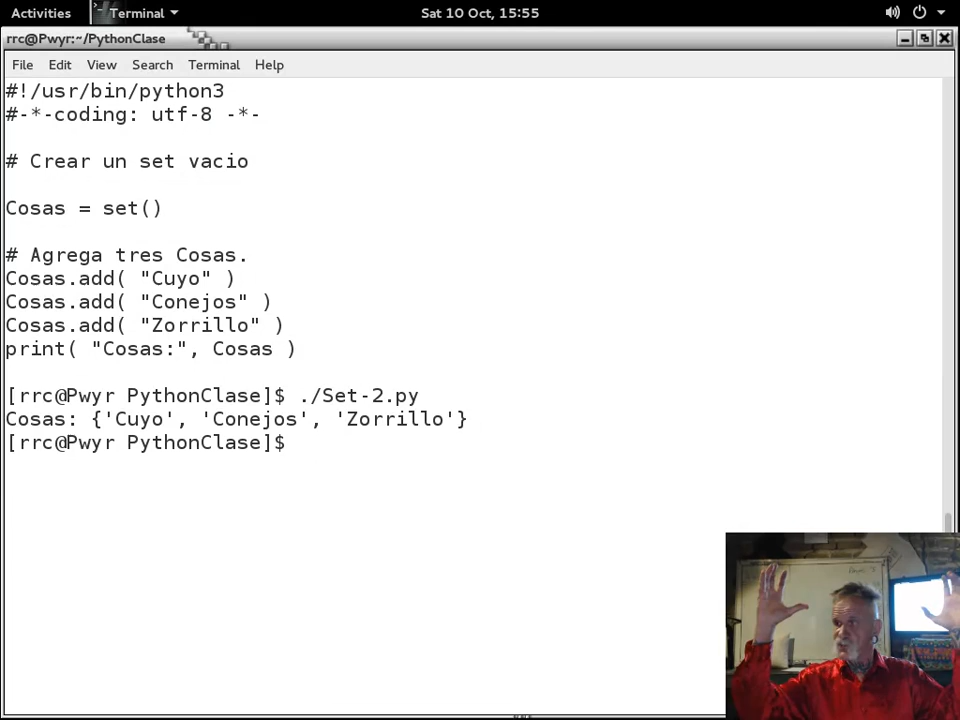 Activities Terminal Sat 10 Oct, 15:55
rrc@Pwyr:~/PythonClase
File Edit View Search Terminal Help
#!/usr/bin/python3
#-*-coding: utf-8 -*-
# Crear un set vacio
Cosas = set()
# Agrega tres Cosas.
Cosas.add( "Cuyo" )
Cosas.add( "Conejos" )
Cosas.add( "Zorrillo" )
print( "Cosas:", Cosas )
[rrc@Pwyr PythonClase]$ ./Set-2.py
Cosas: {'Cuyo', 'Conejos', 'Zorrillo'}
[rrc@Pwyr PythonClase]$